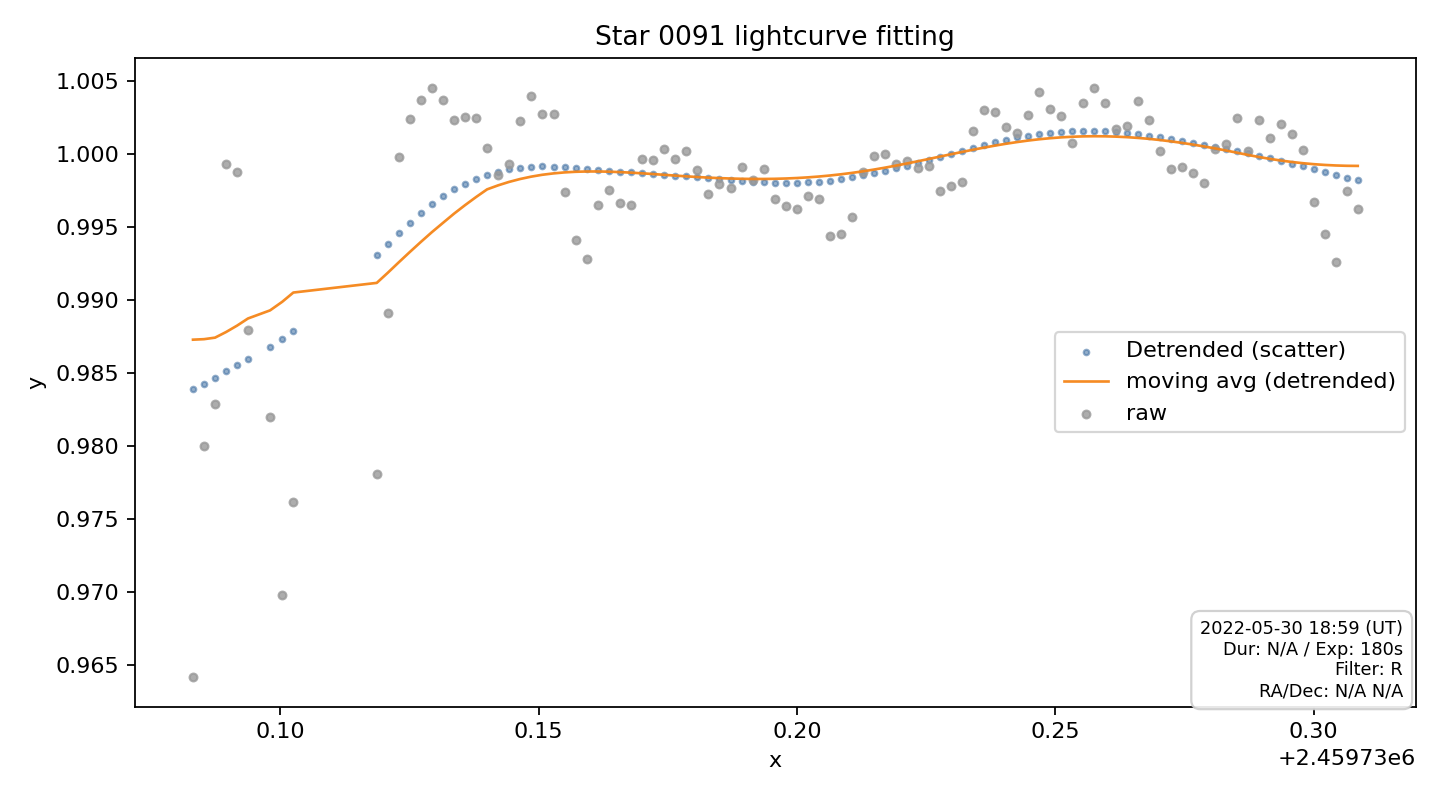 Star 0091 lightcurve fitting
1.005
1.000
0.995
0.990
0.985
0.980
0.975
0.970
0.965
y
Detrended (scatter)
moving avg (detrended)
raw
2022-05-30 18:59 (UT)
Dur: N/A / Exp: 180s
Filter: R
RA/Dec: N/A N/A
0.10 0.15 0.20 0.25 0.30
x
+2.45973e6